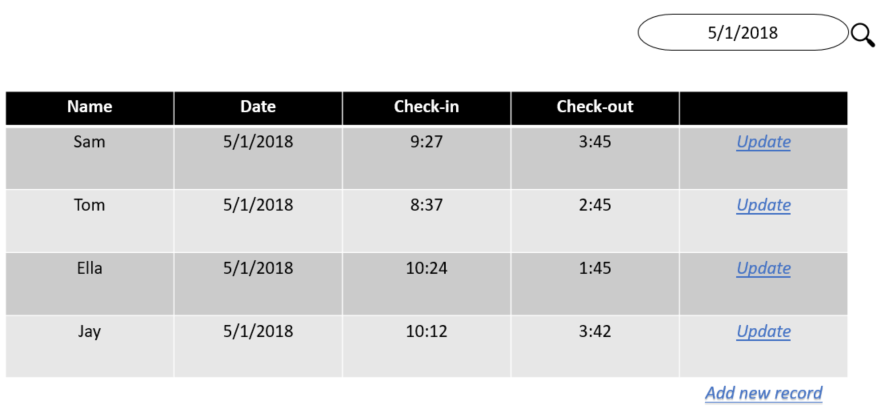 5/1/2018
Name Date Check-in Check-out
Sam 5/1/2018 9:27 3:45 Update
Tom 5/1/2018 8:37 2:45 Update
Ella 5/1/2018 10:24 1:45 Update
Jay 5/1/2018 10:12 3:42 Update
Add new record